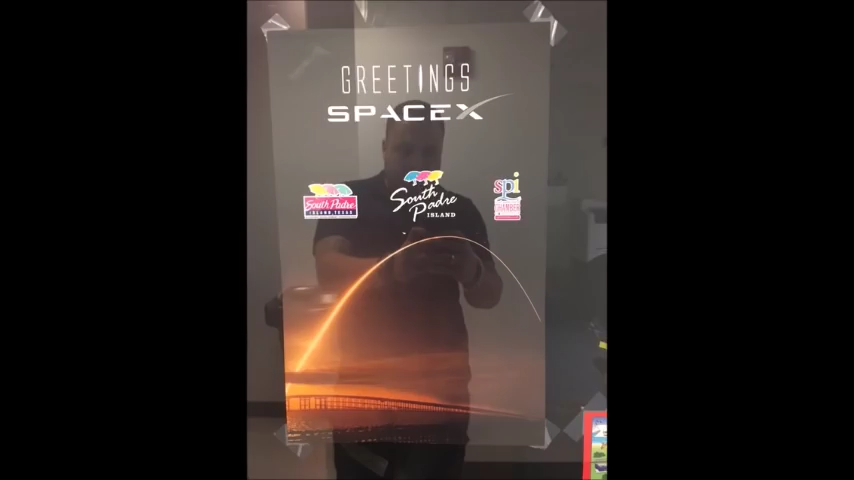 GREETINGS
SPACEX
South Padre
ISLAND, TEXAS
South
Padre
ISLAND
spi
CHAMBER